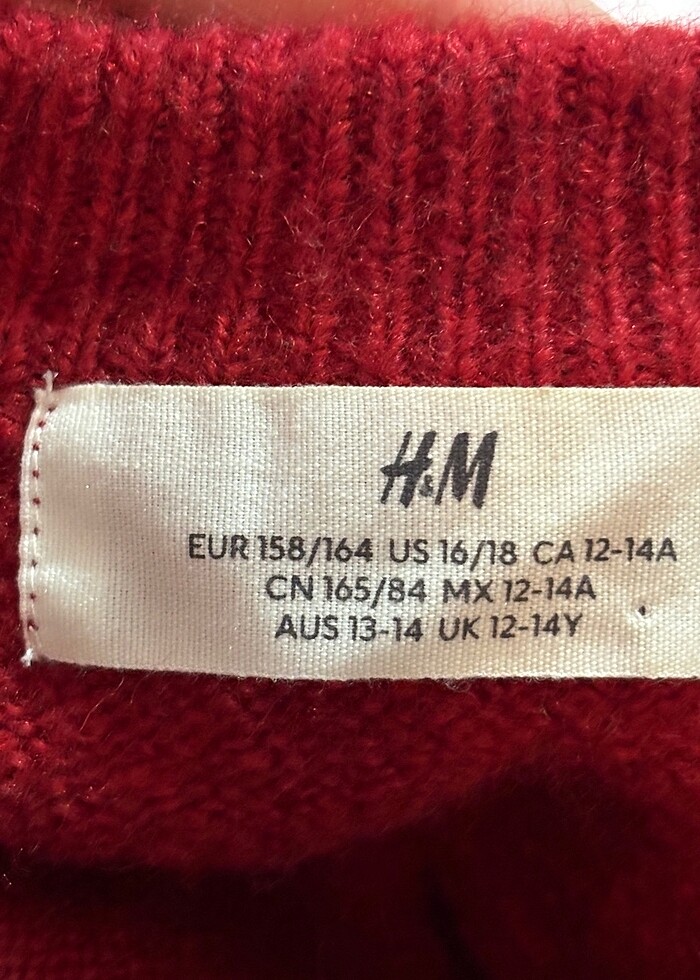 H&M
EUR 158/164 US 16/18 CA 12-14A
CN 165/84 MX 12-14A
AUS 13-14 UK 12-14Y